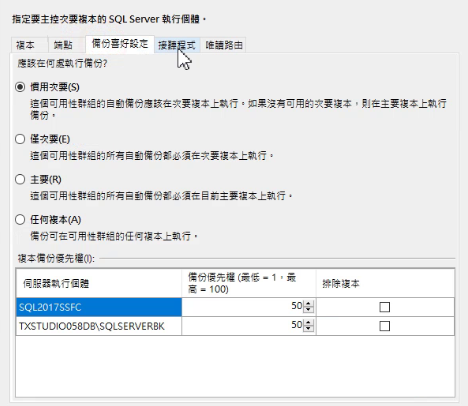 指定要主控次要複本的 SQL Server 執行個體。
複本 端點 備份喜好設定 接聽程式 唯讀路由
應該在何處執行備份?
慣用次要(S)
這個可用性群組的自動備份應該在次要複本上執行。如果沒有可用的次要複本，則在主要複本上執行
備份。
僅次要(E)
這個可用性群組的所有自動備份都必須在次要複本上執行。
主要(R)
這個可用性群組的所有自動備份都必須在目前主要複本上執行。
任何複本(A)
備份可在可用性群組的任何複本上執行。
複本備份優先權(I):
伺服器執行個體 備份優先權 (最低 = 1，最
高 = 100) 排除複本
SQL2017SSFC 50
TXSTUDIO058DB\SQLSERVERBK 50